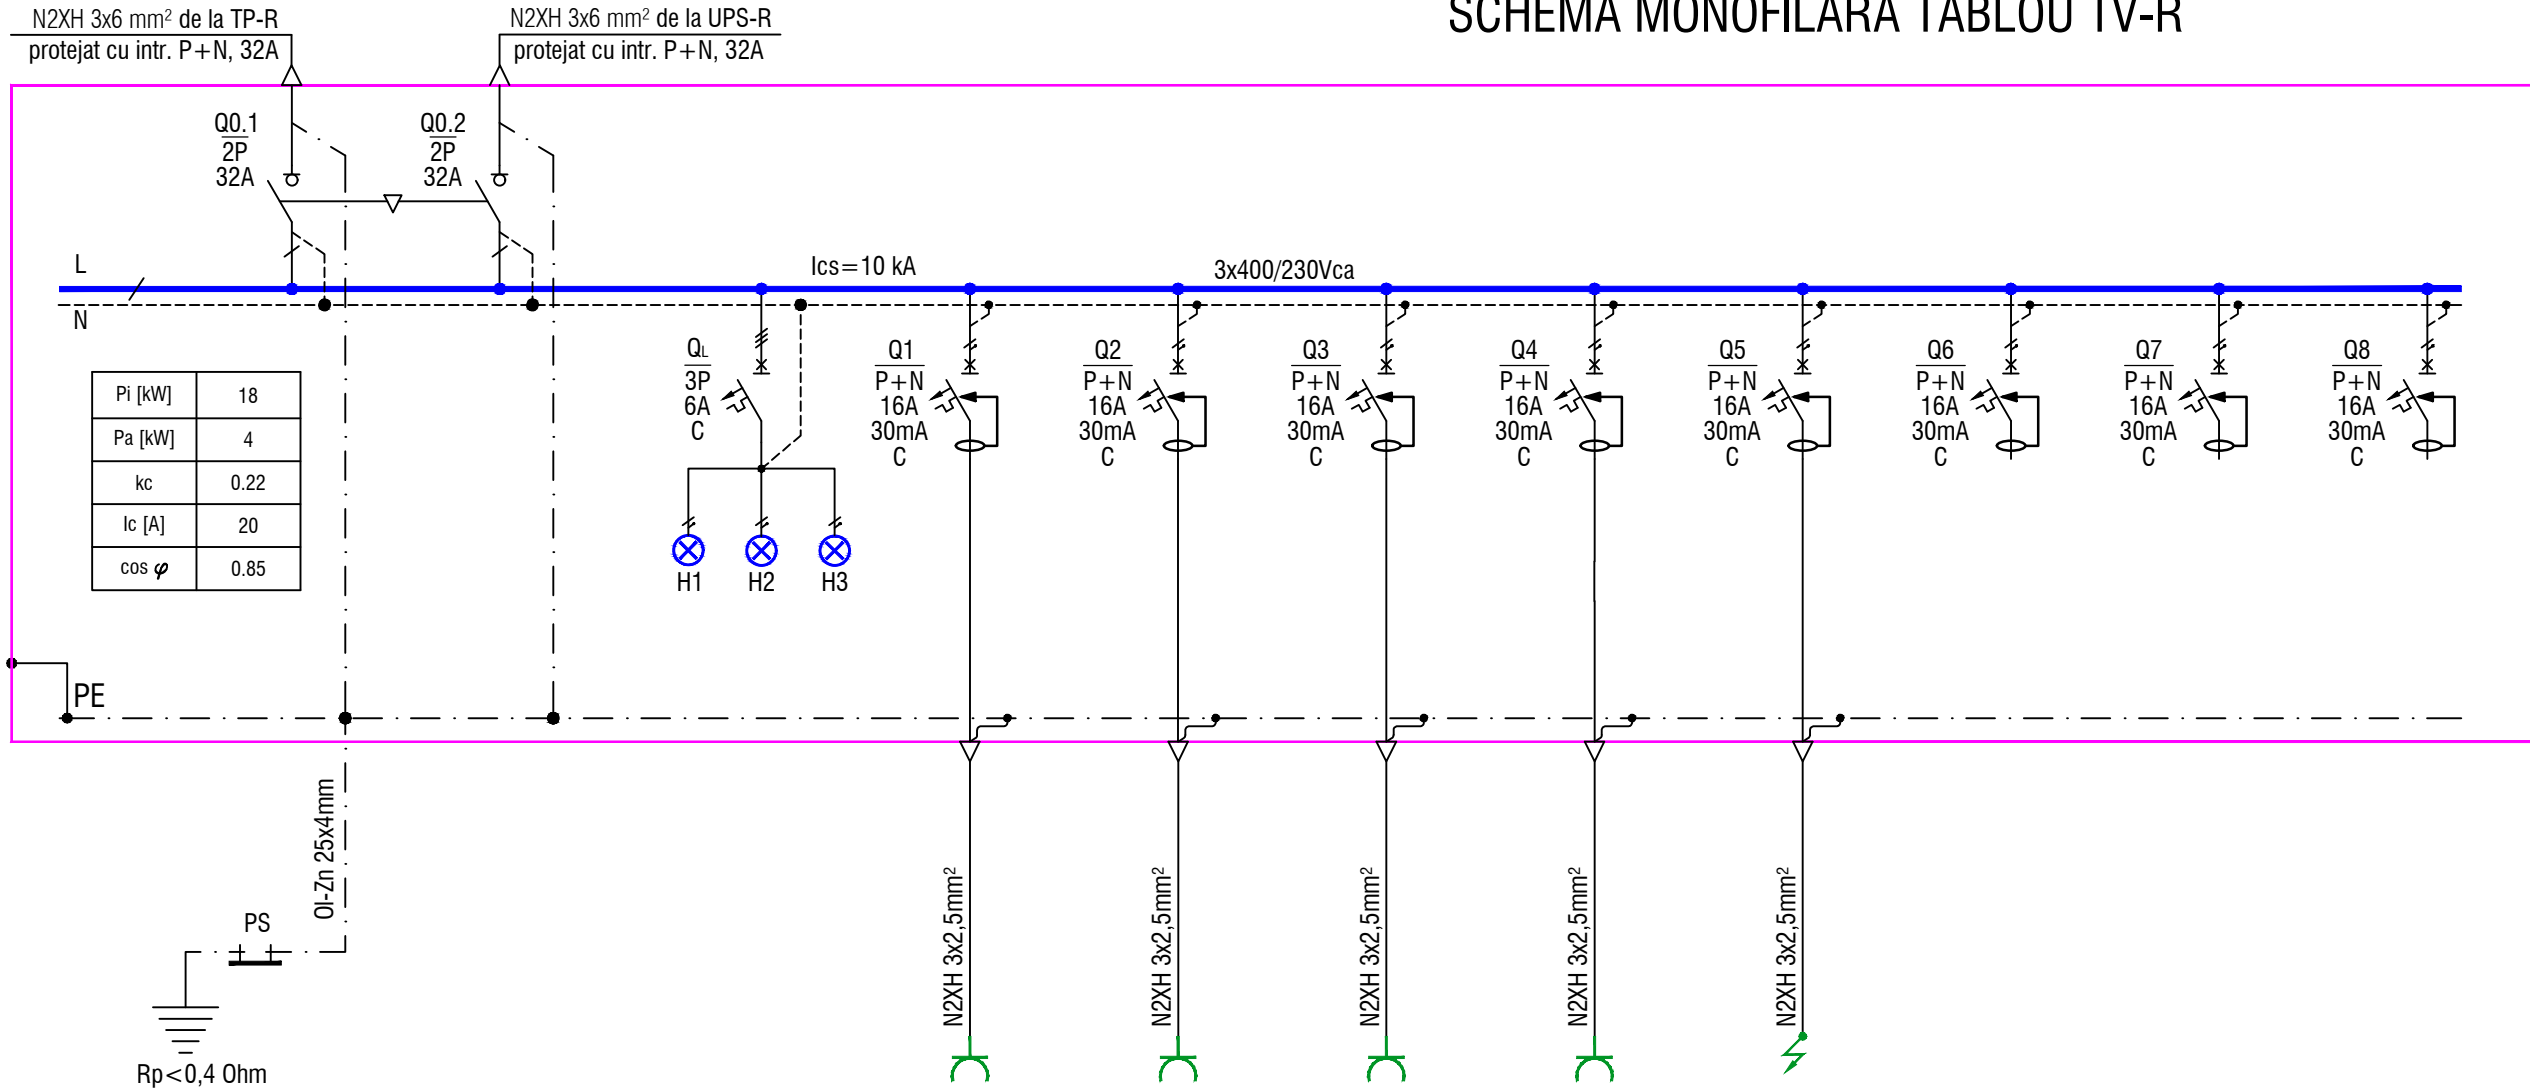 SCHEMA MONOFILARA TABLOU TV-R
N2XH 3x6 mm² de la TP-R
protejat cu intr. P+N, 32A
N2XH 3x6 mm² de la UPS-R
protejat cu intr. P+N, 32A
Q0.1
2P
32A
Q0.2
2P
32A
L
N
Ics=10 kA
3x400/230Vca
Pi [kW] 18
Pa [kW] 4
kc 0.22
Ic [A] 20
cos φ 0.85
QL
3P
6A
C
H1
H2
H3
Q1
P+N
16A
30mA
C
Q2
P+N
16A
30mA
C
Q3
P+N
16A
30mA
C
Q4
P+N
16A
30mA
C
Q5
P+N
16A
30mA
C
Q6
P+N
16A
30mA
C
Q7
P+N
16A
30mA
C
Q8
P+N
16A
30mA
C
PE
Ol-Zn 25x4mm
PS
Rp<0,4 Ohm
N2XH 3x2,5mm²
N2XH 3x2,5mm²
N2XH 3x2,5mm²
N2XH 3x2,5mm²
N2XH 3x2,5mm²